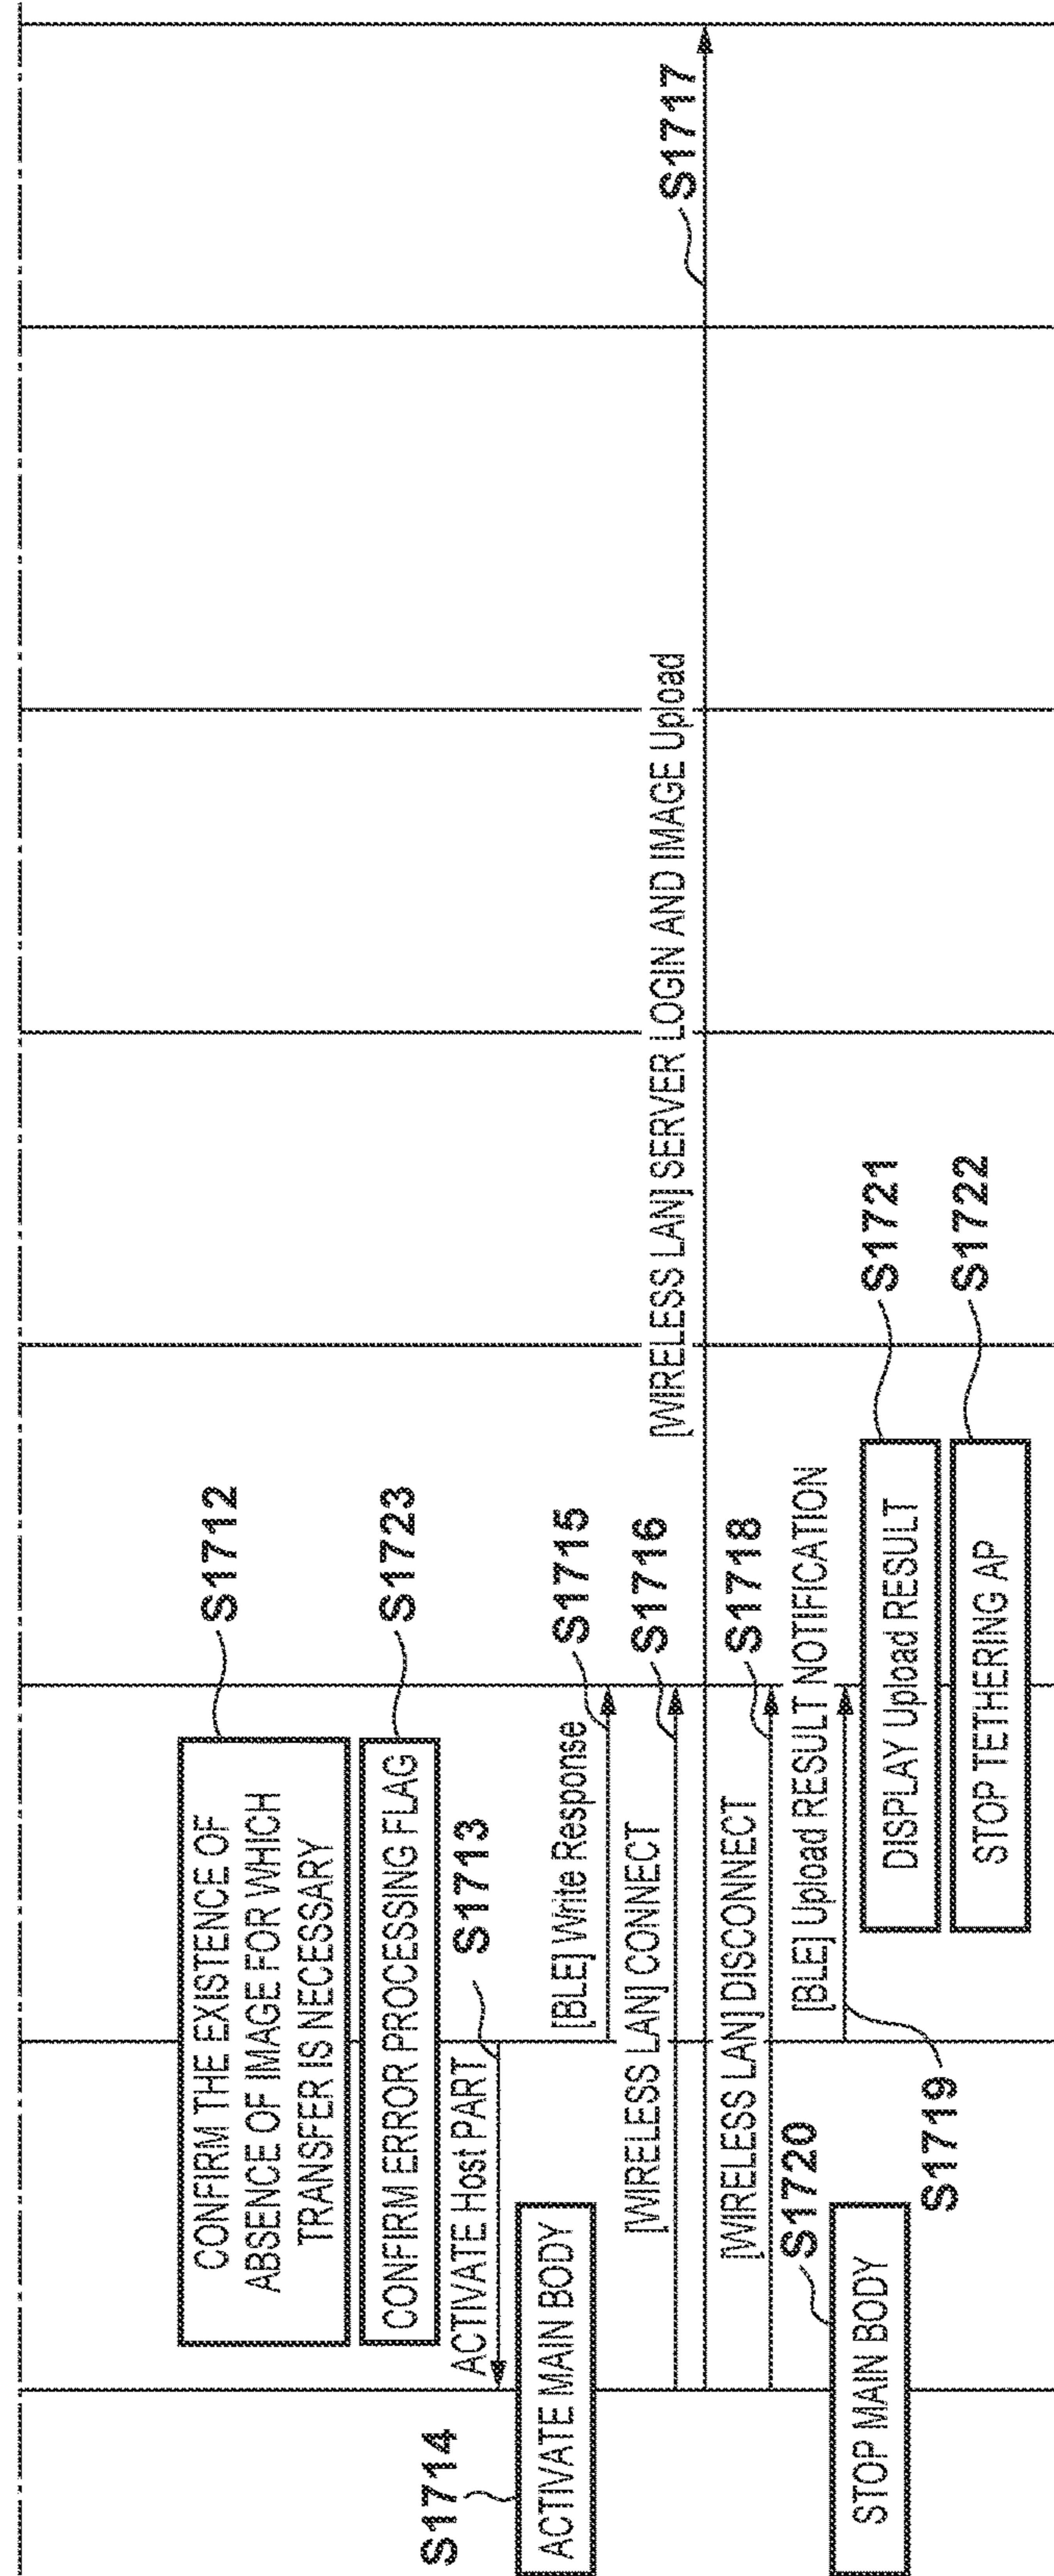 S1712
CONFIRM THE EXISTENCE OF
ABSENCE OF IMAGE FOR WHICH
TRANSFER IS NECESSARY
S1723
CONFIRM ERROR PROCESSING FLAG
S1713
ACTIVATE Host PART
S1714
ACTIVATE MAIN BODY
S1715
[BLE] Write Response
S1716
[WIRELESS LAN] CONNECT
[WIRELESS LAN] SERVER LOGIN AND IMAGE Upload
S1717
S1718
[WIRELESS LAN] DISCONNECT
[BLE] Upload RESULT NOTIFICATION
S1719
S1720
STOP MAIN BODY
DISPLAY Upload RESULT
S1721
STOP TETHERING AP
S1722